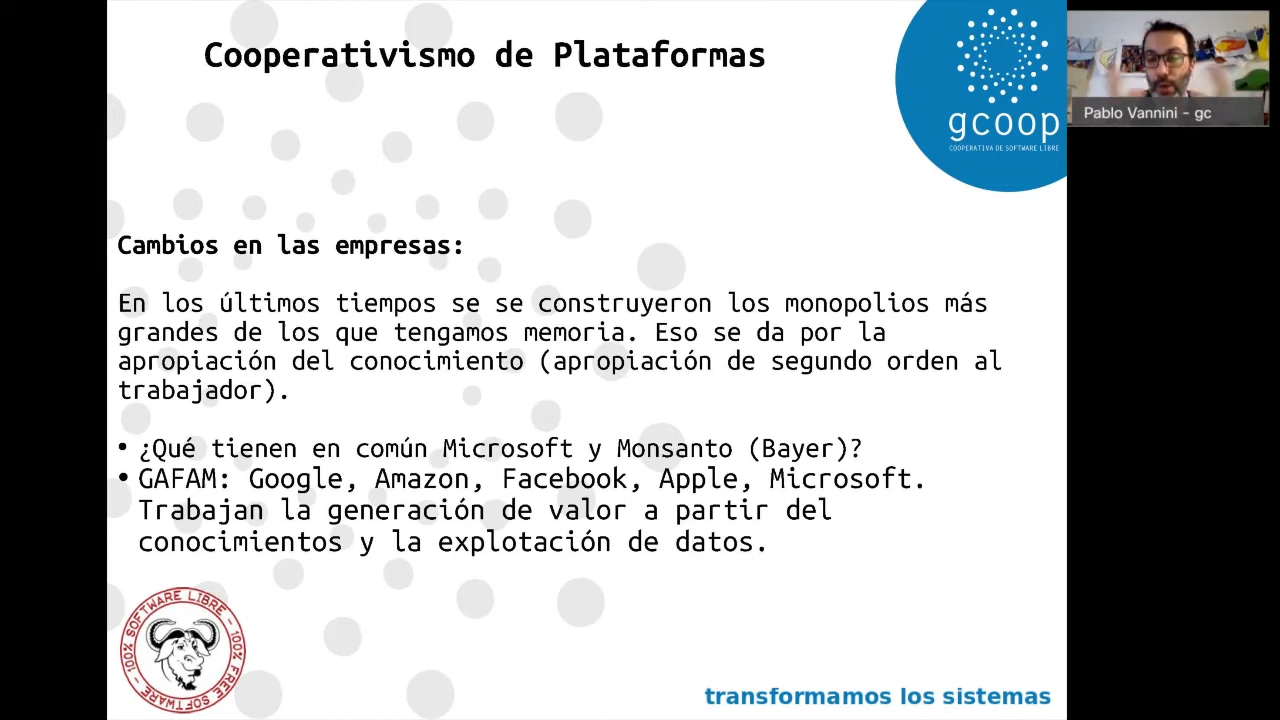 Cooperativismo de Plataformas
gcoop
COOPERATIVA DE SOFTWARE LIBRE
Pablo Vannini - gc
Cambios en las empresas:
En los últimos tiempos se se construyeron los monopolios más
grandes de los que tengamos memoria. Eso se da por la
apropiación del conocimiento (apropiación de segundo orden al
trabajador).
• ¿Qué tienen en común Microsoft y Monsanto (Bayer)?
• GAFAM: Google, Amazon, Facebook, Apple, Microsoft.
Trabajan la generación de valor a partir del
conocimientos y la explotación de datos.
100% SOFTWARE LIBRE - 100% FREE SOFTWARE -
transformamos los sistemas